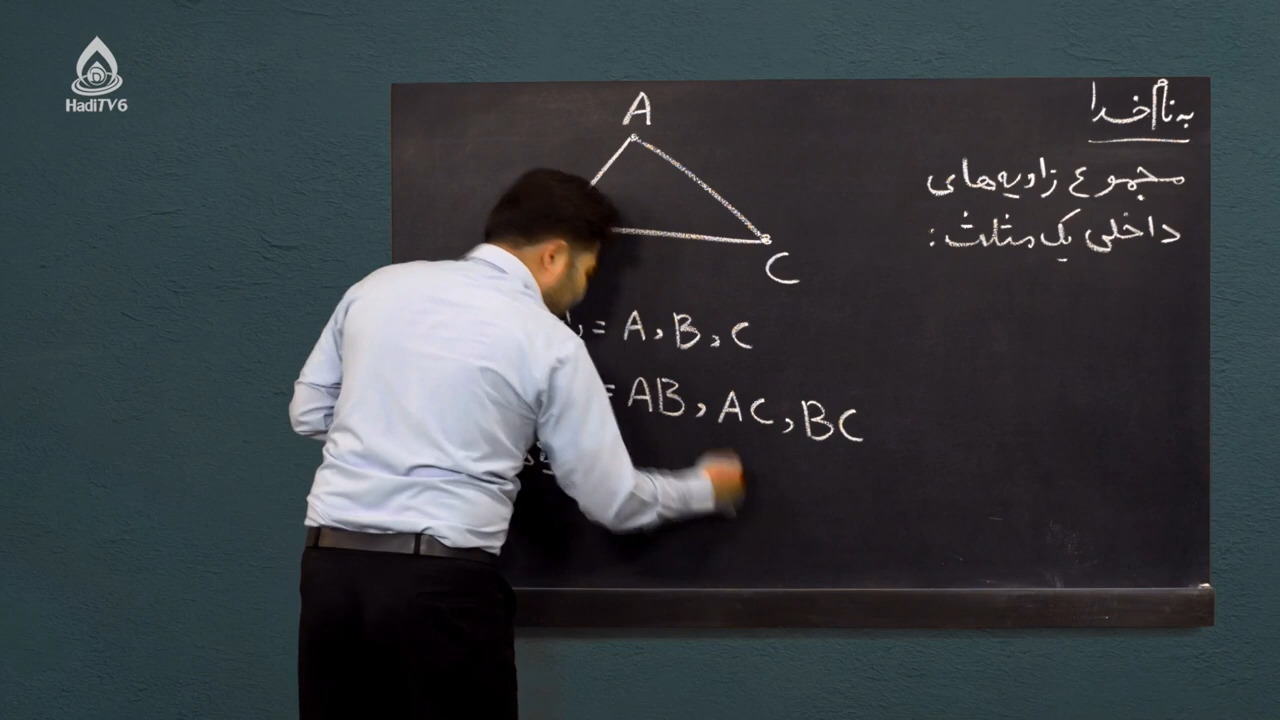 HadiTV6
به نام خدا
مجموع زاویه‌های
داخلی یک مثلث :
A
C
= A , B , C
= AB , AC , BC